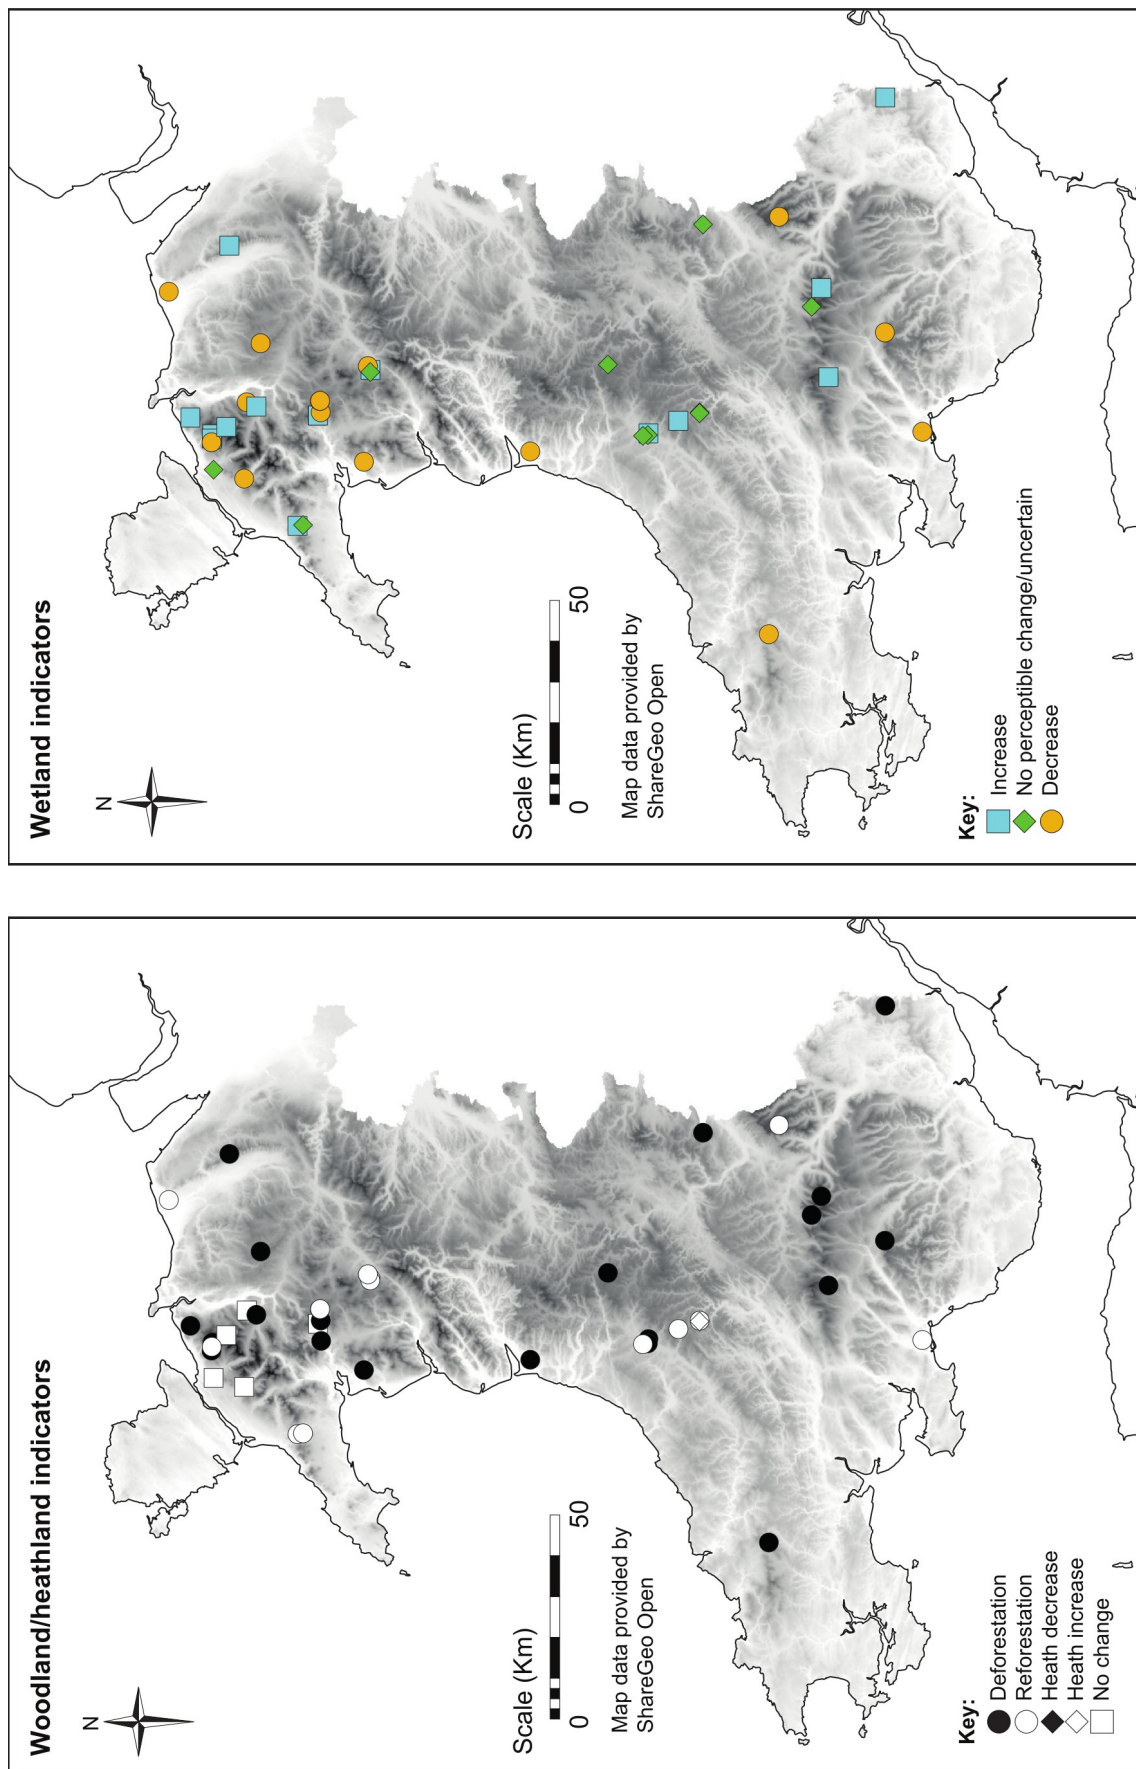 Woodland/heathland indicators
N
Scale (Km)
0
50
Map data provided by
ShareGeo Open
Key:
Deforestation
Reforestation
Heath decrease
Heath increase
No change
Wetland indicators
N
Scale (Km)
0
50
Map data provided by
ShareGeo Open
Key:
Increase
No perceptible change/uncertain
Decrease